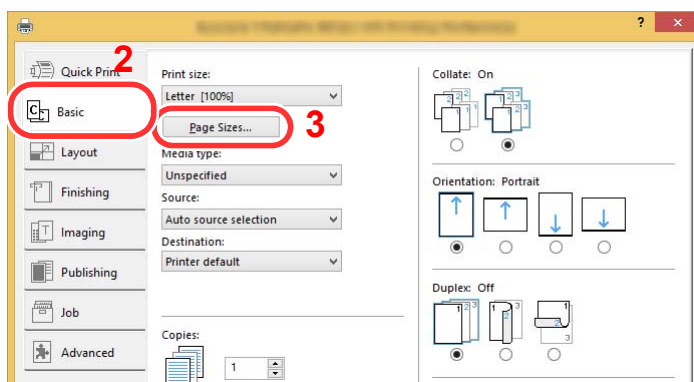 ?
2
Quick Print
Basic
Layout
Finishing
Imaging
Publishing
Job
Advanced
Print size:
Letter [100%]
Page Sizes...
3
Media type:
Unspecified
Source:
Auto source selection
Destination:
Printer default
Copies:
1
Collate: On
Orientation: Portrait
Duplex: Off